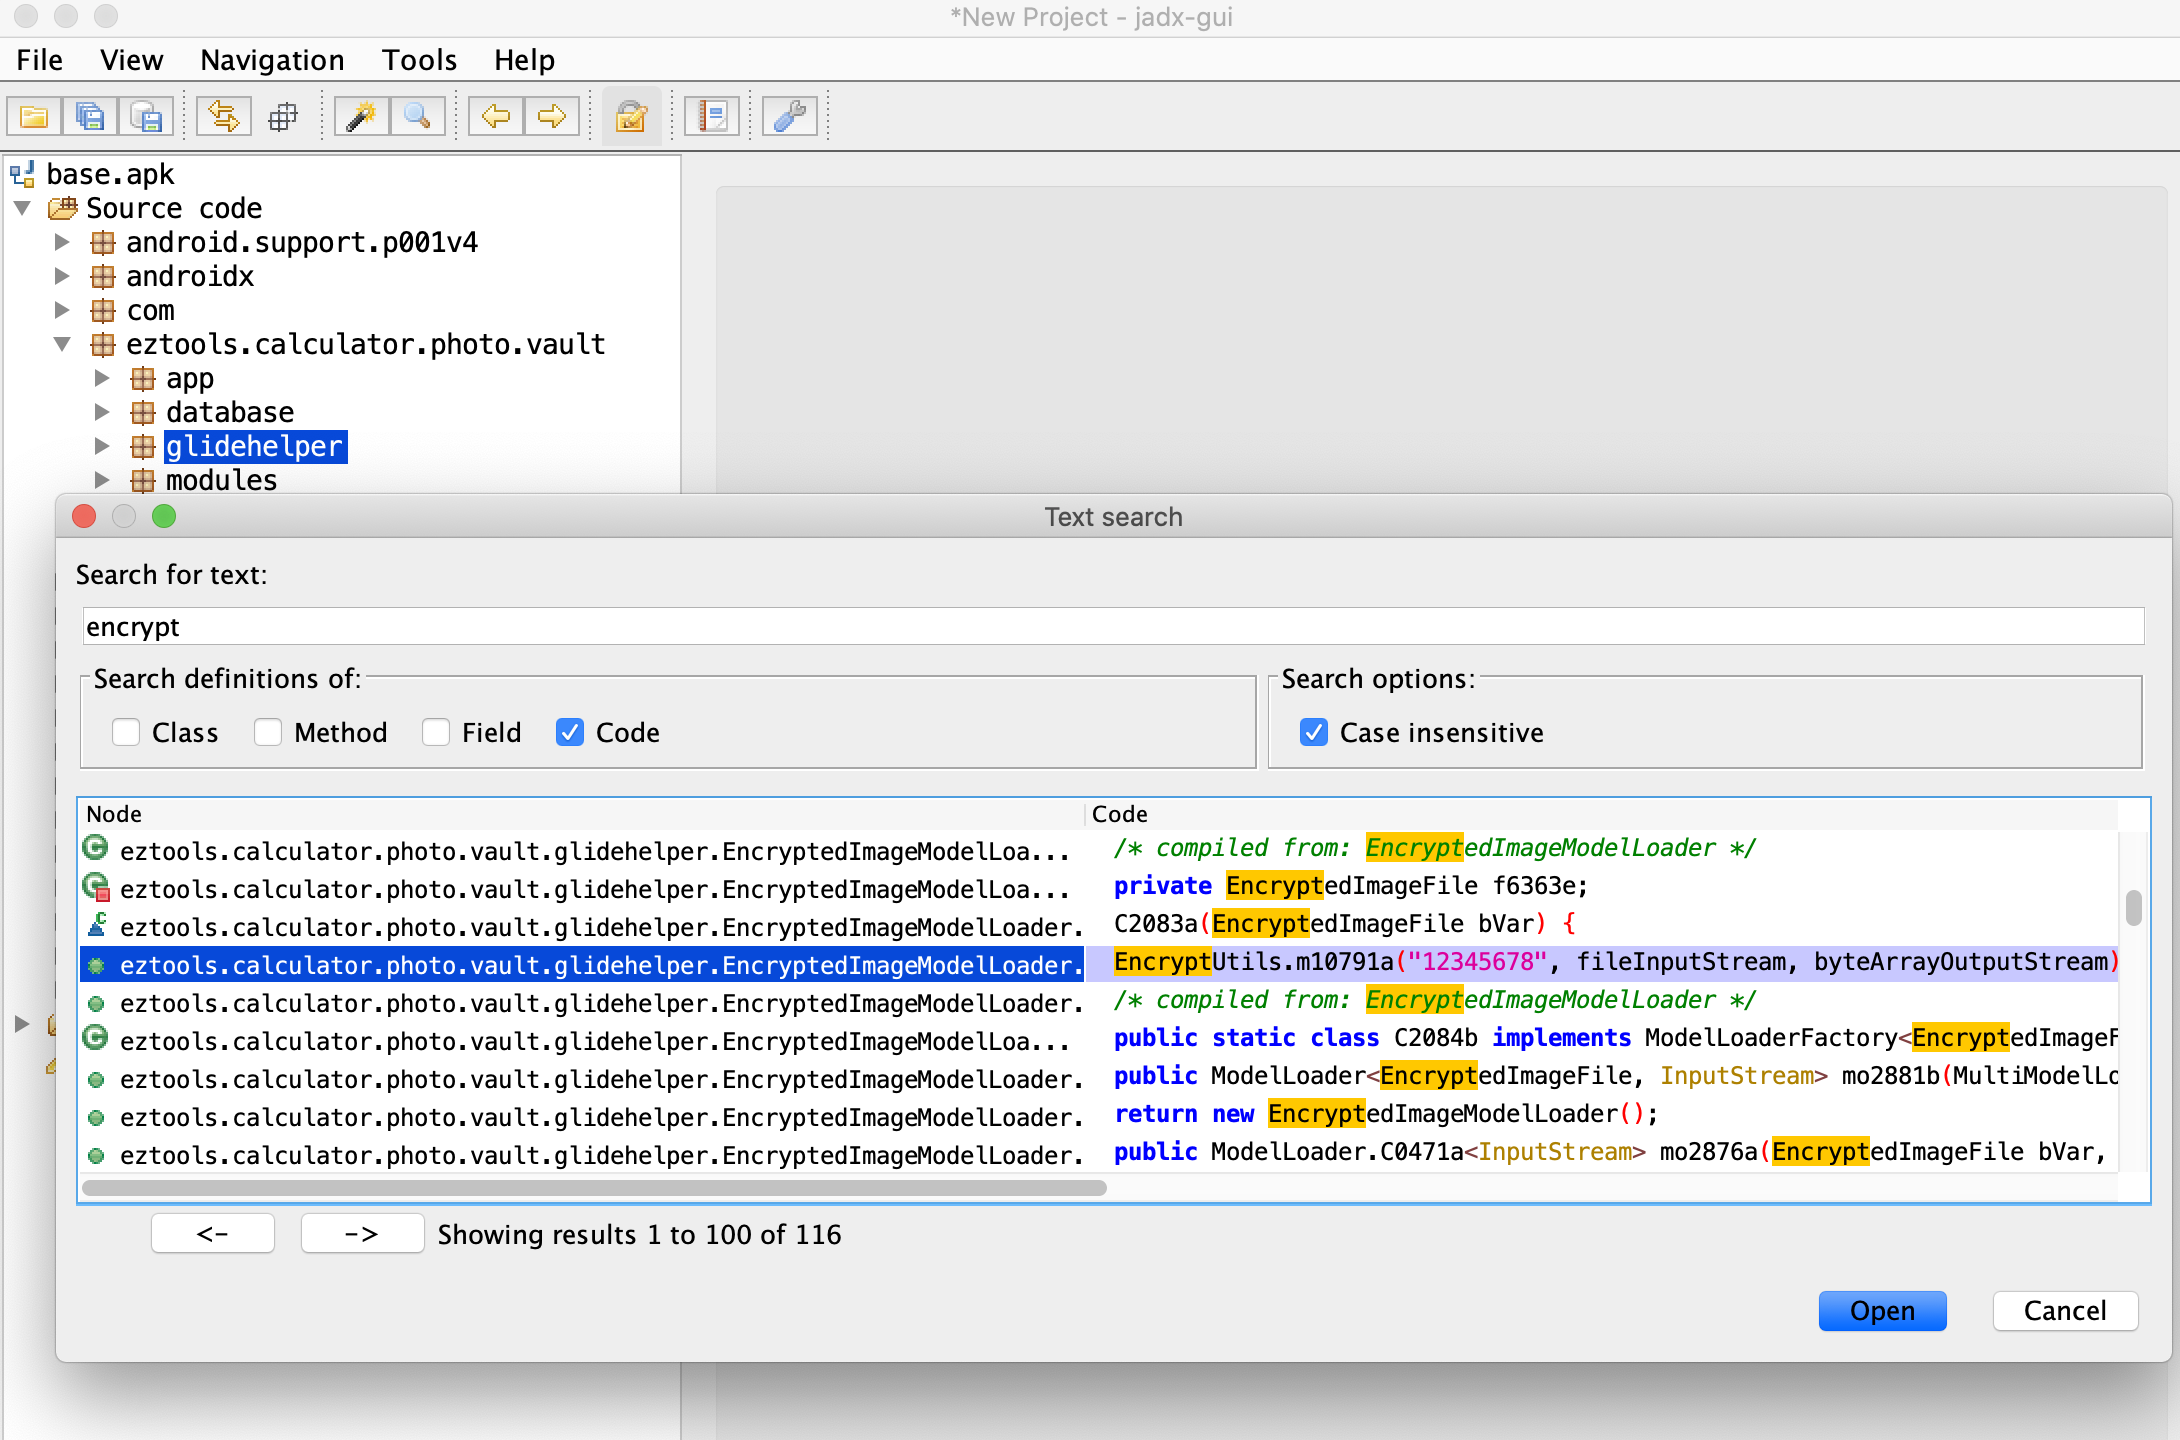 *New Project - jadx-gui
File View Navigation Tools Help
base.apk
Source code
android.support.p001v4
androidx
com
eztools.calculator.photo.vault
app
database
glidehelper
modules
Text search
Search for text:
encrypt
Search definitions of: Search options:
Class Method Field Code Case insensitive
Node Code
eztools.calculator.photo.vault.glidehelper.EncryptedImageModelLoa... /* compiled from: EncryptedImageModelLoader */
eztools.calculator.photo.vault.glidehelper.EncryptedImageModelLoa... private EncryptedImageFile f6363e;
eztools.calculator.photo.vault.glidehelper.EncryptedImageModelLoader. C2083a(EncryptedImageFile bVar) {
eztools.calculator.photo.vault.glidehelper.EncryptedImageModelLoader. EncryptUtils.m10791a("12345678", fileInputStream, byteArrayOutputStream)
eztools.calculator.photo.vault.glidehelper.EncryptedImageModelLoader. /* compiled from: EncryptedImageModelLoader */
eztools.calculator.photo.vault.glidehelper.EncryptedImageModelLoa... public static class C2084b implements ModelLoaderFactory<EncryptedImageF
eztools.calculator.photo.vault.glidehelper.EncryptedImageModelLoader. public ModelLoader<EncryptedImageFile, InputStream> mo2881b(MultiModelLo
eztools.calculator.photo.vault.glidehelper.EncryptedImageModelLoader. return new EncryptedImageModelLoader();
eztools.calculator.photo.vault.glidehelper.EncryptedImageModelLoader. public ModelLoader.C0471a<InputStream> mo2876a(EncryptedImageFile bVar,
<- -> Showing results 1 to 100 of 116
Open Cancel